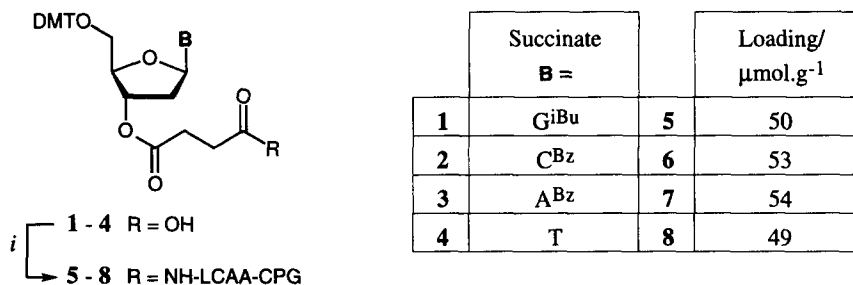 DMTO
B
O
O
O
O
R
i
1 - 4 R = OH
5 - 8 R = NH-LCAA-CPG
Succinate B = Loading/ μmol.g-1
1 GiBu 5 50
2 CBz 6 53
3 ABz 7 54
4 T 8 49